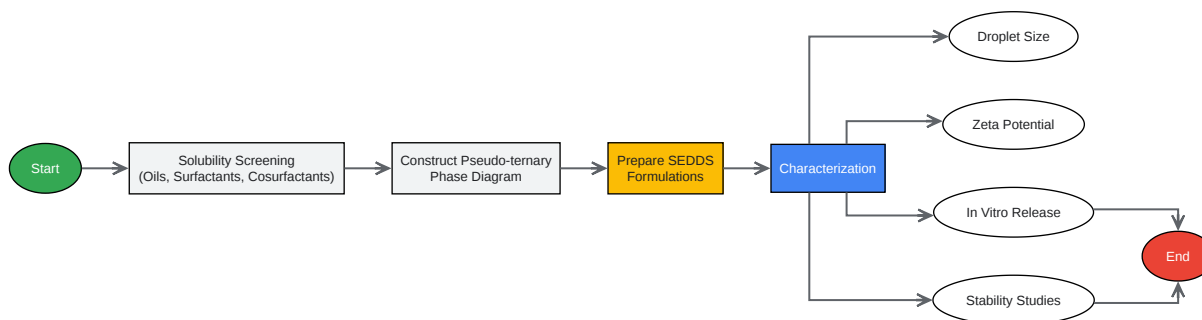 Start
Solubility Screening
(Oils, Surfactants, Cosurfactants)
Construct Pseudo-ternary
Phase Diagram
Prepare SEDDS
Formulations
Characterization
Droplet Size
Zeta Potential
In Vitro Release
Stability Studies
End